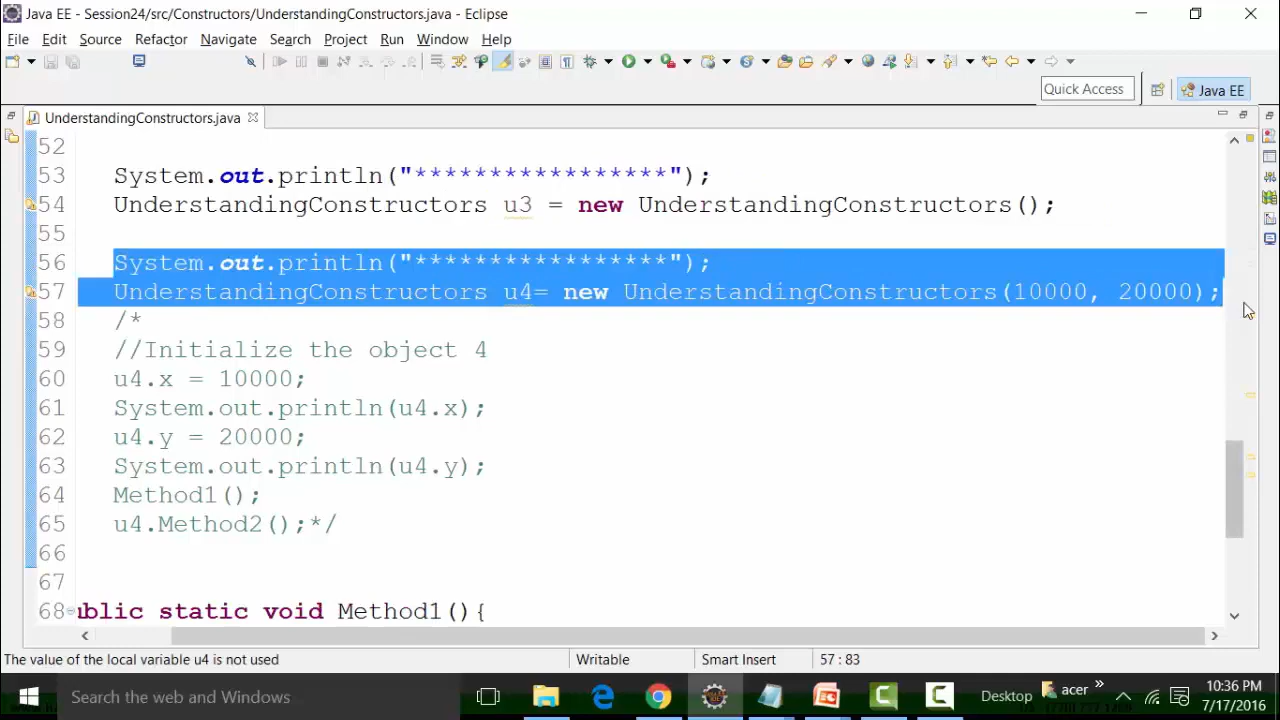 Java EE - Session24/src/Constructors/UnderstandingConstructors.java - Eclipse
File Edit Source Refactor Navigate Search Project Run Window Help
Quick Access
Java EE
UnderstandingConstructors.java
52
53 System.out.println("*****************");
54 UnderstandingConstructors u3 = new UnderstandingConstructors();
55
56 System.out.println("*****************");
57 UnderstandingConstructors u4= new UnderstandingConstructors(10000, 20000);
58 /*
59 //Initialize the object 4
60 u4.x = 10000;
61 System.out.println(u4.x);
62 u4.y = 20000;
63 System.out.println(u4.y);
64 Method1();
65 u4.Method2();*/
66
67
68 ublic static void Method1(){
The value of the local variable u4 is not used
Writable
Smart Insert
57 : 83
Search the web and Windows
Desktop
acer
10:36 PM
7/17/2016